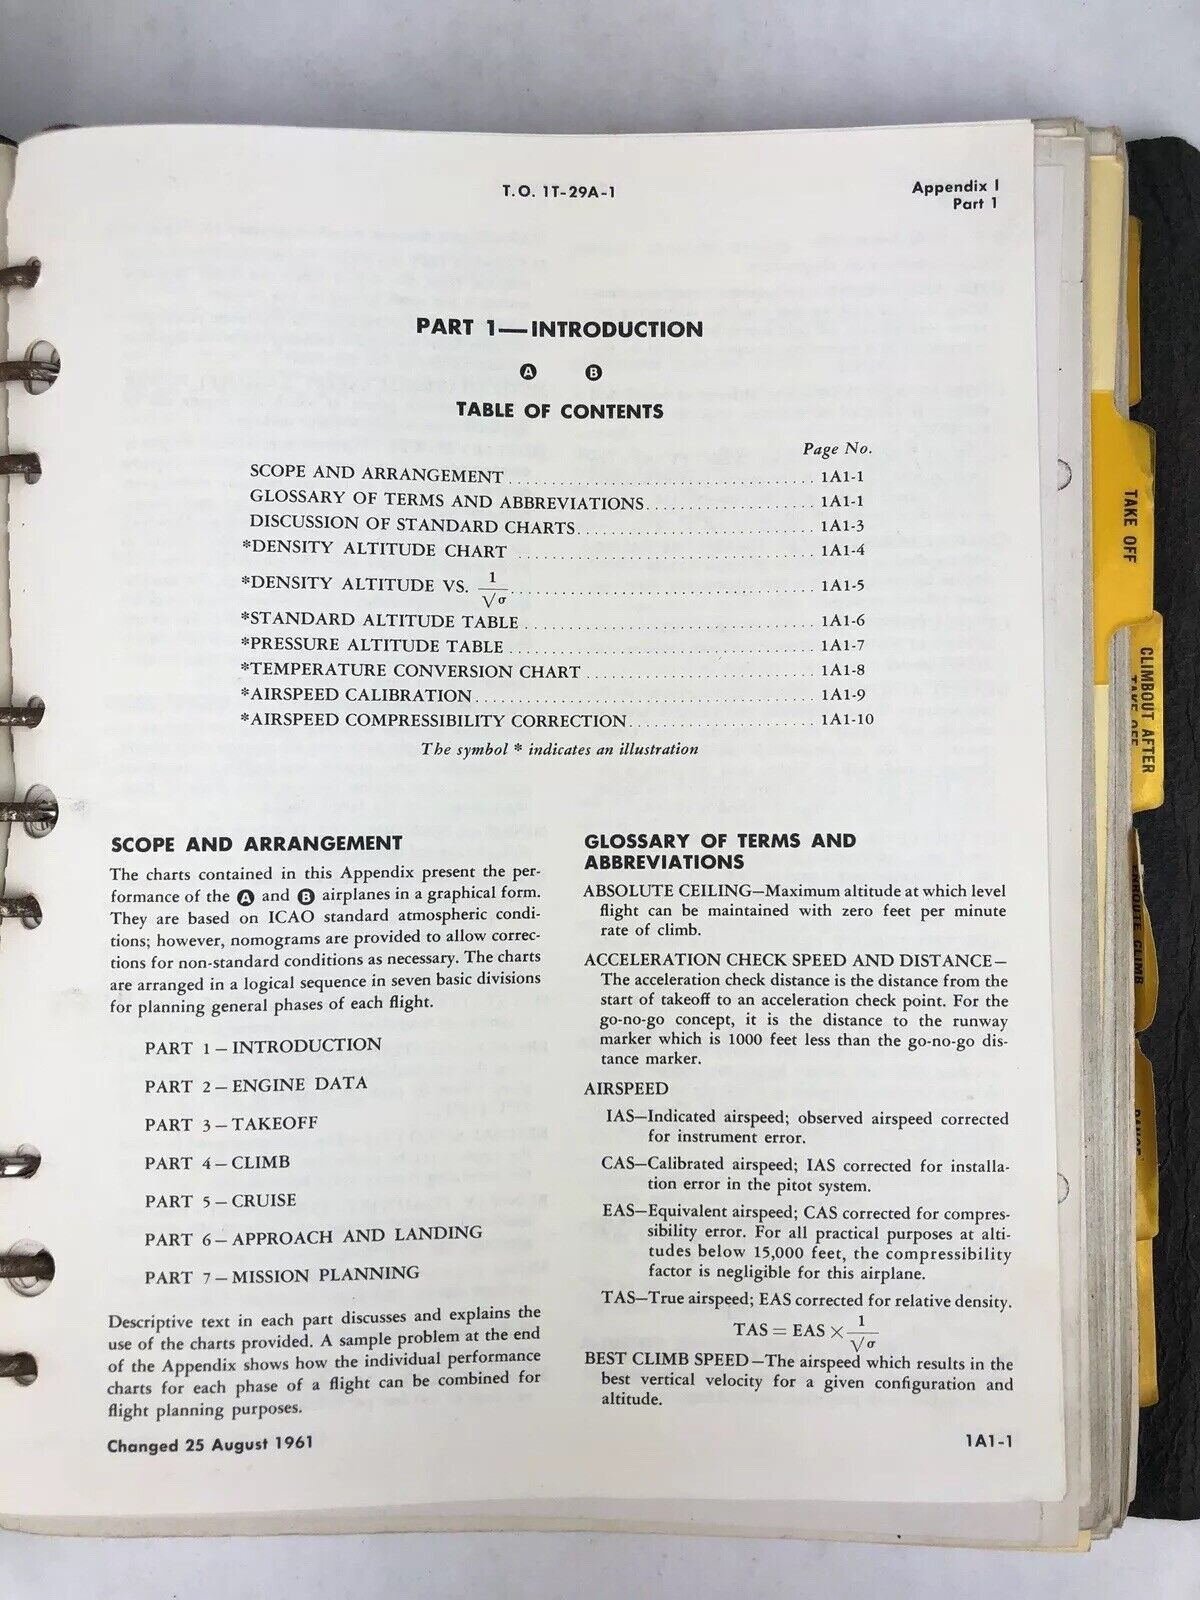 T.O. 1T-29A-1
Appendix I
Part 1
PART 1—INTRODUCTION
A B
TABLE OF CONTENTS
Page No.
SCOPE AND ARRANGEMENT 1A1-1
GLOSSARY OF TERMS AND ABBREVIATIONS 1A1-1
DISCUSSION OF STANDARD CHARTS 1A1-3
*DENSITY ALTITUDE CHART 1A1-4
*DENSITY ALTITUDE VS. 1/√σ 1A1-5
*STANDARD ALTITUDE TABLE 1A1-6
*PRESSURE ALTITUDE TABLE 1A1-7
*TEMPERATURE CONVERSION CHART 1A1-8
*AIRSPEED CALIBRATION 1A1-9
*AIRSPEED COMPRESSIBILITY CORRECTION 1A1-10
The symbol * indicates an illustration
SCOPE AND ARRANGEMENT
The charts contained in this Appendix present the per-
formance of the A and B airplanes in a graphical form.
They are based on ICAO standard atmospheric condi-
tions; however, nomograms are provided to allow correc-
tions for non-standard conditions as necessary. The charts
are arranged in a logical sequence in seven basic divisions
for planning general phases of each flight.
PART 1—INTRODUCTION
PART 2—ENGINE DATA
PART 3—TAKEOFF
PART 4—CLIMB
PART 5—CRUISE
PART 6—APPROACH AND LANDING
PART 7—MISSION PLANNING
Descriptive text in each part discusses and explains the
use of the charts provided. A sample problem at the end
of the Appendix shows how the individual performance
charts for each phase of a flight can be combined for
flight planning purposes.
Changed 25 August 1961
GLOSSARY OF TERMS AND
ABBREVIATIONS
ABSOLUTE CEILING—Maximum altitude at which level
flight can be maintained with zero feet per minute
rate of climb.
ACCELERATION CHECK SPEED AND DISTANCE—
The acceleration check distance is the distance from the
start of takeoff to an acceleration check point. For the
go-no-go concept, it is the distance to the runway
marker which is 1000 feet less than the go-no-go dis-
tance marker.
AIRSPEED
IAS—Indicated airspeed; observed airspeed corrected
for instrument error.
CAS—Calibrated airspeed; IAS corrected for installa-
tion error in the pitot system.
EAS—Equivalent airspeed; CAS corrected for compres-
sibility error. For all practical purposes at alti-
tudes below 15,000 feet, the compressibility
factor is negligible for this airplane.
TAS—True airspeed; EAS corrected for relative density.
TAS = EAS × 1/√σ
BEST CLIMB SPEED—The airspeed which results in the
best vertical velocity for a given configuration and
altitude.
1A1-1
TAKE OFF
CLIMBOUT AFTER
TAKE OFF
ENROUTE CLIMB
RANGE